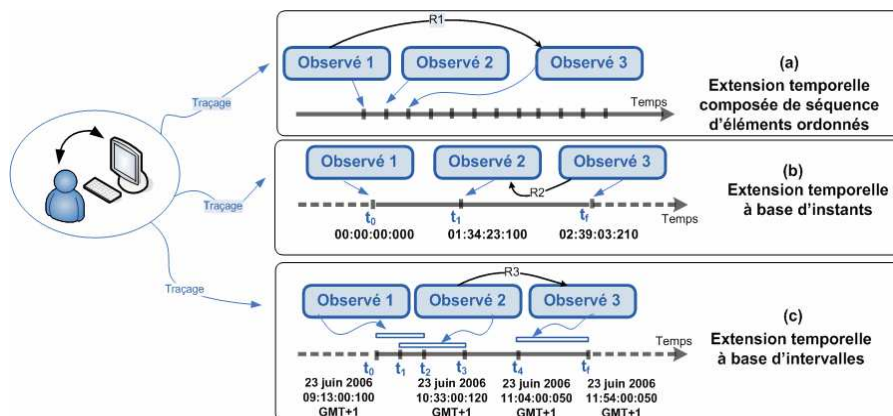 Traçage
Traçage
Traçage
R1
Observé 1
Observé 2
Observé 3
Temps
(a)
Extension temporelle
composée de séquence
d'éléments ordonnés
Observé 1
Observé 2
Observé 3
R2
Temps
t0
t1
tf
00:00:00:000
01:34:23:100
02:39:03:210
(b)
Extension temporelle
à base d'instants
R3
Observé 1
Observé 2
Observé 3
Temps
t0
t1
t2
t3
t4
tf
23 juin 2006
09:13:00:100
GMT+1
23 juin 2006
10:33:00:120
GMT+1
23 juin 2006
11:04:00:050
GMT+1
23 juin 2006
11:54:00:050
GMT+1
(c)
Extension temporelle
à base d'intervalles